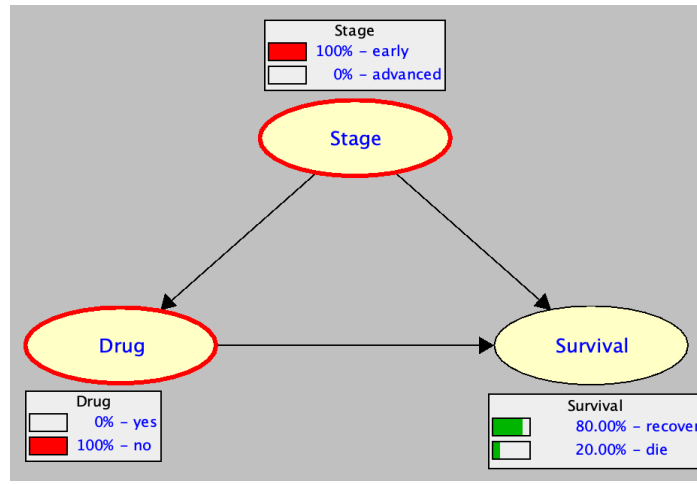 Stage
100% - early
0% - advanced
Stage
Drug
Survival
Drug
0% - yes
100% - no
Survival
80.00% - recover
20.00% - die